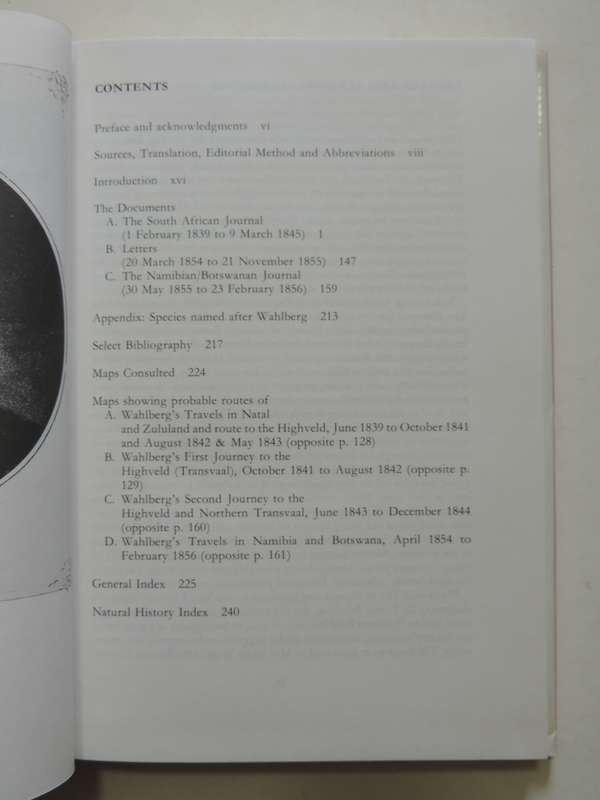 CONTENTS
Preface and acknowledgments vi
Sources, Translation, Editorial Method and Abbreviations viii
Introduction xvi
The Documents
A. The South African Journal
(1 February 1839 to 9 March 1845) 1
B. Letters
(20 March 1854 to 21 November 1855) 147
C. The Namibian/Botswanan Journal
(30 May 1855 to 23 February 1856) 159
Appendix: Species named after Wahlberg 213
Select Bibliography 217
Maps Consulted 224
Maps showing probable routes of
A. Wahlberg's Travels in Natal
and Zululand and route to the Highveld, June 1839 to October 1841
and August 1842 & May 1843 (opposite p. 128)
B. Wahlberg's First Journey to the
Highveld (Transvaal), October 1841 to August 1842 (opposite p.
129)
C. Wahlberg's Second Journey to the
Highveld and Northern Transvaal, June 1843 to December 1844
(opposite p. 160)
D. Wahlberg's Travels in Namibia and Botswana, April 1854 to
February 1856 (opposite p. 161)
General Index 225
Natural History Index 240